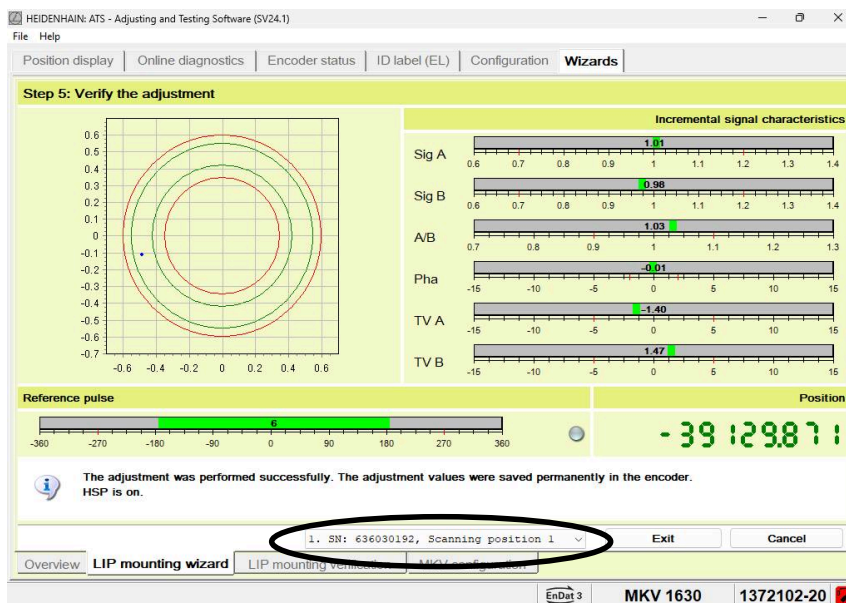 HEIDENHAIN: ATS - Adjusting and Testing Software (SV24.1)
File Help
Position display Online diagnostics Encoder status ID label (EL) Configuration Wizards
Step 5: Verify the adjustment
Incremental signal characteristics
0.6
0.5
0.4
0.3
0.2
0.1
0
-0.1
-0.2
-0.3
-0.4
-0.5
-0.6
-0.7
-0.6 -0.4 -0.2 0 0.2 0.4 0.6
Sig A 1.01
0.6 0.7 0.8 0.9 1 1.1 1.2 1.3 1.4
Sig B 0.98
0.6 0.7 0.8 0.9 1 1.1 1.2 1.3 1.4
A/B 1.03
0.7 0.8 0.9 1 1.1 1.2 1.3
Pha -0.01
-15 -10 -5 0 5 10 15
TV A -1.40
-15 -10 -5 0 5 10 15
TV B 1.47
-15 -10 -5 0 5 10 15
Reference pulse
6
-360 -270 -180 -90 0 90 180 270 360
Position
-39129.871
The adjustment was performed successfully. The adjustment values were saved permanently in the encoder.
HSP is on.
1. SN: 636030192, Scanning position 1 Exit Cancel
Overview LIP mounting wizard LIP mounting verification MKV configuration
EnDat 3 MKV 1630 1372102-20